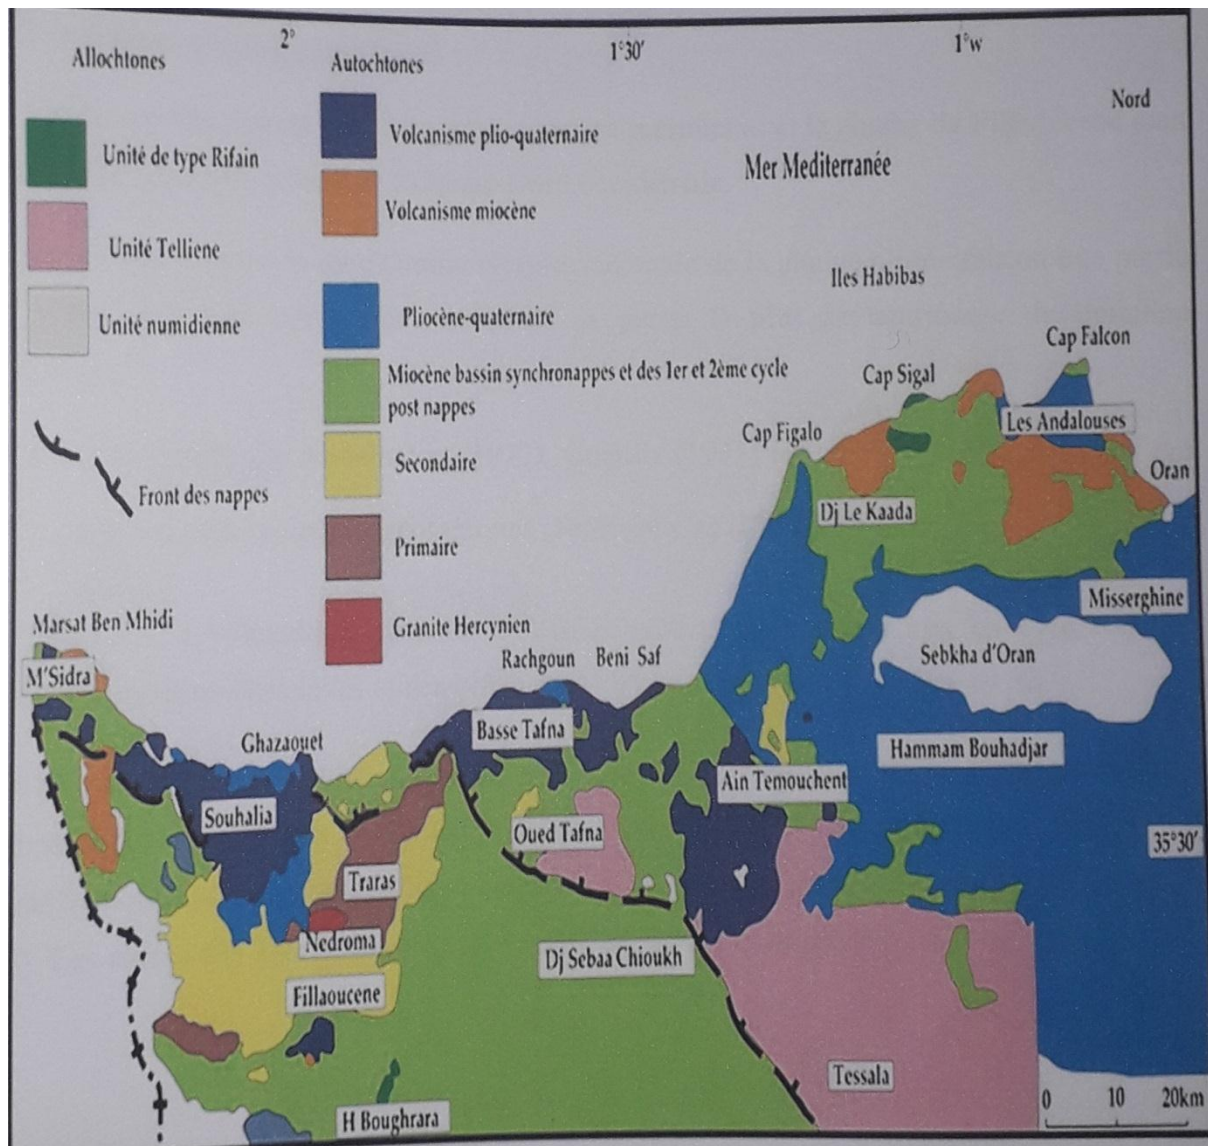 2°
1°30'
1°w
Allochtones
Autochtones
Nord
Unité de type Rifain
Volcanisme plio-quaternaire
Mer Mediterranée
Unité Telliene
Volcanisme miocène
Iles Habibas
Unité numidienne
Pliocène-quaternaire
Cap Falcon
Miocène bassin synchronappes et des 1er et 2ème cycle
post nappes
Cap Sigal
Les Andalouses
Cap Figalo
Secondaire
Oran
Front des nappes
Dj Le Kaada
Primaire
Misserghine
Marsat Ben Mhidi
Granite Hercynien
Rachgoun
Beni Saf
Sebkha d'Oran
M'Sidra
Ghazaouet
Basse Tafna
Hammam Bouhadjar
Ain Temouchent
Souhalia
Oued Tafna
35°30'
Traras
Nedroma
Dj Sebaa Chioukh
Fillaoucene
Tessala
0 10 20km
H Boughrara